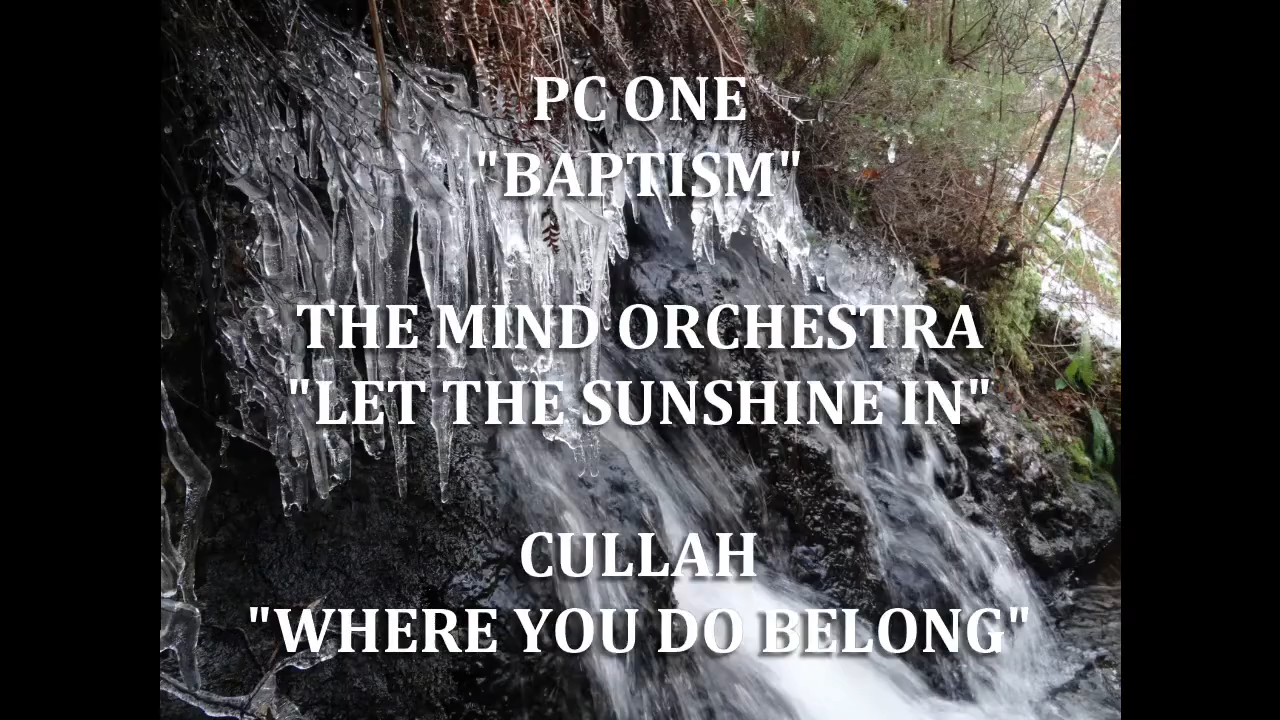 PC ONE
"BAPTISM"
THE MIND ORCHESTRA
"LET THE SUNSHINE IN"
CULLAH
"WHERE YOU DO BELONG"